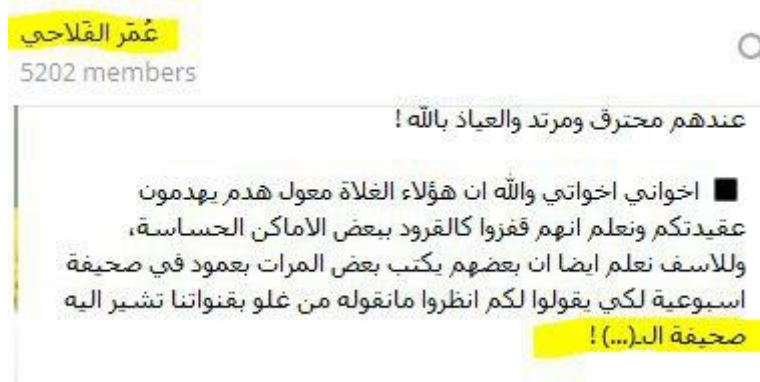 عُمَر الفَلاحي
5202 members
عندهم محترق ومرتد والعياذ بالله !
■ اخواني اخواتي والله ان هؤلاء الغلاة معول هدم يهدمون
عقيدتكم ونعلم انهم قفزوا كالقرود ببعض الاماكن الحساسة،
وللاسف نعلم ايضا ان بعضهم يكتب بعض المرات بعمود في صحيفة
اسبوعية لكي يقولوا لكم انظروا مانقوله من غلو بقنواتنا تشير اليه
صحيفة الـ(...) !